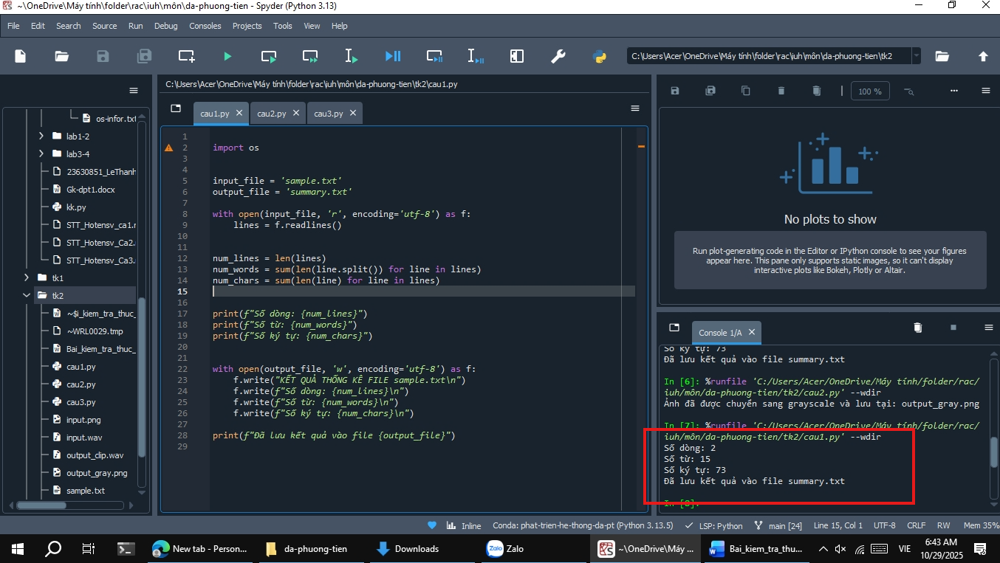 ~\OneDrive\Máy tính\folder\rac\iuh\môn\da-phuong-tien - Spyder (Python 3.13)
File Edit Search Source Run Debug Consoles Projects Tools View Help
C:\Users\Acer\OneDrive\Máy tính\folder\rac\iuh\môn\da-phuong-tien\tk2
os-infor.txt
lab1-2
lab3-4
23630851_LeThanh
Gk-dpt1.docx
kk.py
STT_Hotensv_ca1.
STT_Hotensv_Ca2.
STT_Hotensv_Ca3.
tk1
tk2
~$i_kiem_tra_thuc_
~WRL0029.tmp
Bai_kiem_tra_thuc_
cau1.py
cau2.py
cau3.py
input.png
input.wav
output_clip.wav
output_gray.png
sample.txt
C:\Users\Acer\OneDrive\Máy tính\folder\rac\iuh\môn\da-phuong-tien\tk2\cau1.py
cau1.py cau2.py cau3.py
1
2 import os
3
4
5 input_file = 'sample.txt'
6 output_file = 'summary.txt'
7
8 with open(input_file, 'r', encoding='utf-8') as f:
9 lines = f.readlines()
10
11
12 num_lines = len(lines)
13 num_words = sum(len(line.split()) for line in lines)
14 num_chars = sum(len(line) for line in lines)
15
16
17 print(f"Số dòng: {num_lines}")
18 print(f"Số từ: {num_words}")
19 print(f"Số ký tự: {num_chars}")
20
21
22 with open(output_file, 'w', encoding='utf-8') as f:
23 f.write("KẾT QUẢ THỐNG KÊ FILE sample.txt\n")
24 f.write(f"Số dòng: {num_lines}\n")
25 f.write(f"Số từ: {num_words}\n")
26 f.write(f"Số ký tự: {num_chars}\n")
27
28 print(f"Đã lưu kết quả vào file {output_file}")
29
100 %
No plots to show
Run plot-generating code in the Editor or IPython console to see your figures
appear here. This pane only supports static images, so it can't display
interactive plots like Bokeh, Plotly or Altair.
Console 1/A
Số ký tự: 73
Đã lưu kết quả vào file summary.txt
In [6]: %runfile 'C:/Users/Acer/OneDrive/Máy tính/folder/rac/
iuh/môn/da-phuong-tien/tk2/cau2.py' --wdir
Ảnh đã được chuyển sang grayscale và lưu tại: output_gray.png
In [7]: %runfile 'C:/Users/Acer/OneDrive/Máy tính/folder/rac/
iuh/môn/da-phuong-tien/tk2/cau1.py' --wdir
Số dòng: 2
Số từ: 15
Số ký tự: 73
Đã lưu kết quả vào file summary.txt
In [8]:
Inline Conda: phat-trien-he-thong-da-pt (Python 3.13.5) LSP: Python main [24] Line 15, Col 1 UTF-8 CRLF RW Mem 35%
New tab - Person... da-phuong-tien Downloads Zalo Zalo ~\OneDrive\Máy ... Bai_kiem_tra_thu... VIE 6:43 AM
10/29/2025